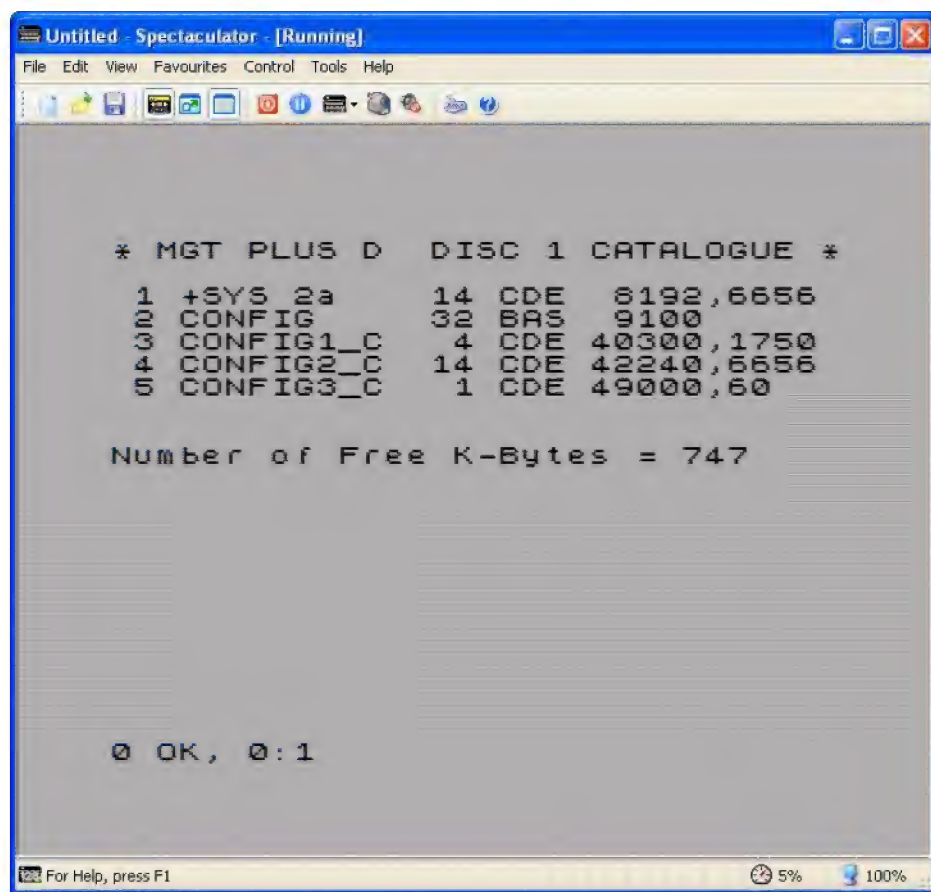 Untitled - Spectaculator - [Running]
File Edit View Favourites Control Tools Help
* MGT PLUS D DISC 1 CATALOGUE *
1 +SYS 2a 14 CDE 8192,6656
2 CONFIG 32 BAS 9100
3 CONFIG1_C 4 CDE 40300,1750
4 CONFIG2_C 14 CDE 42240,6656
5 CONFIG3_C 1 CDE 49000,60
Number of Free K-Bytes = 747
0 OK, 0:1
For Help, press F1 5% 100%